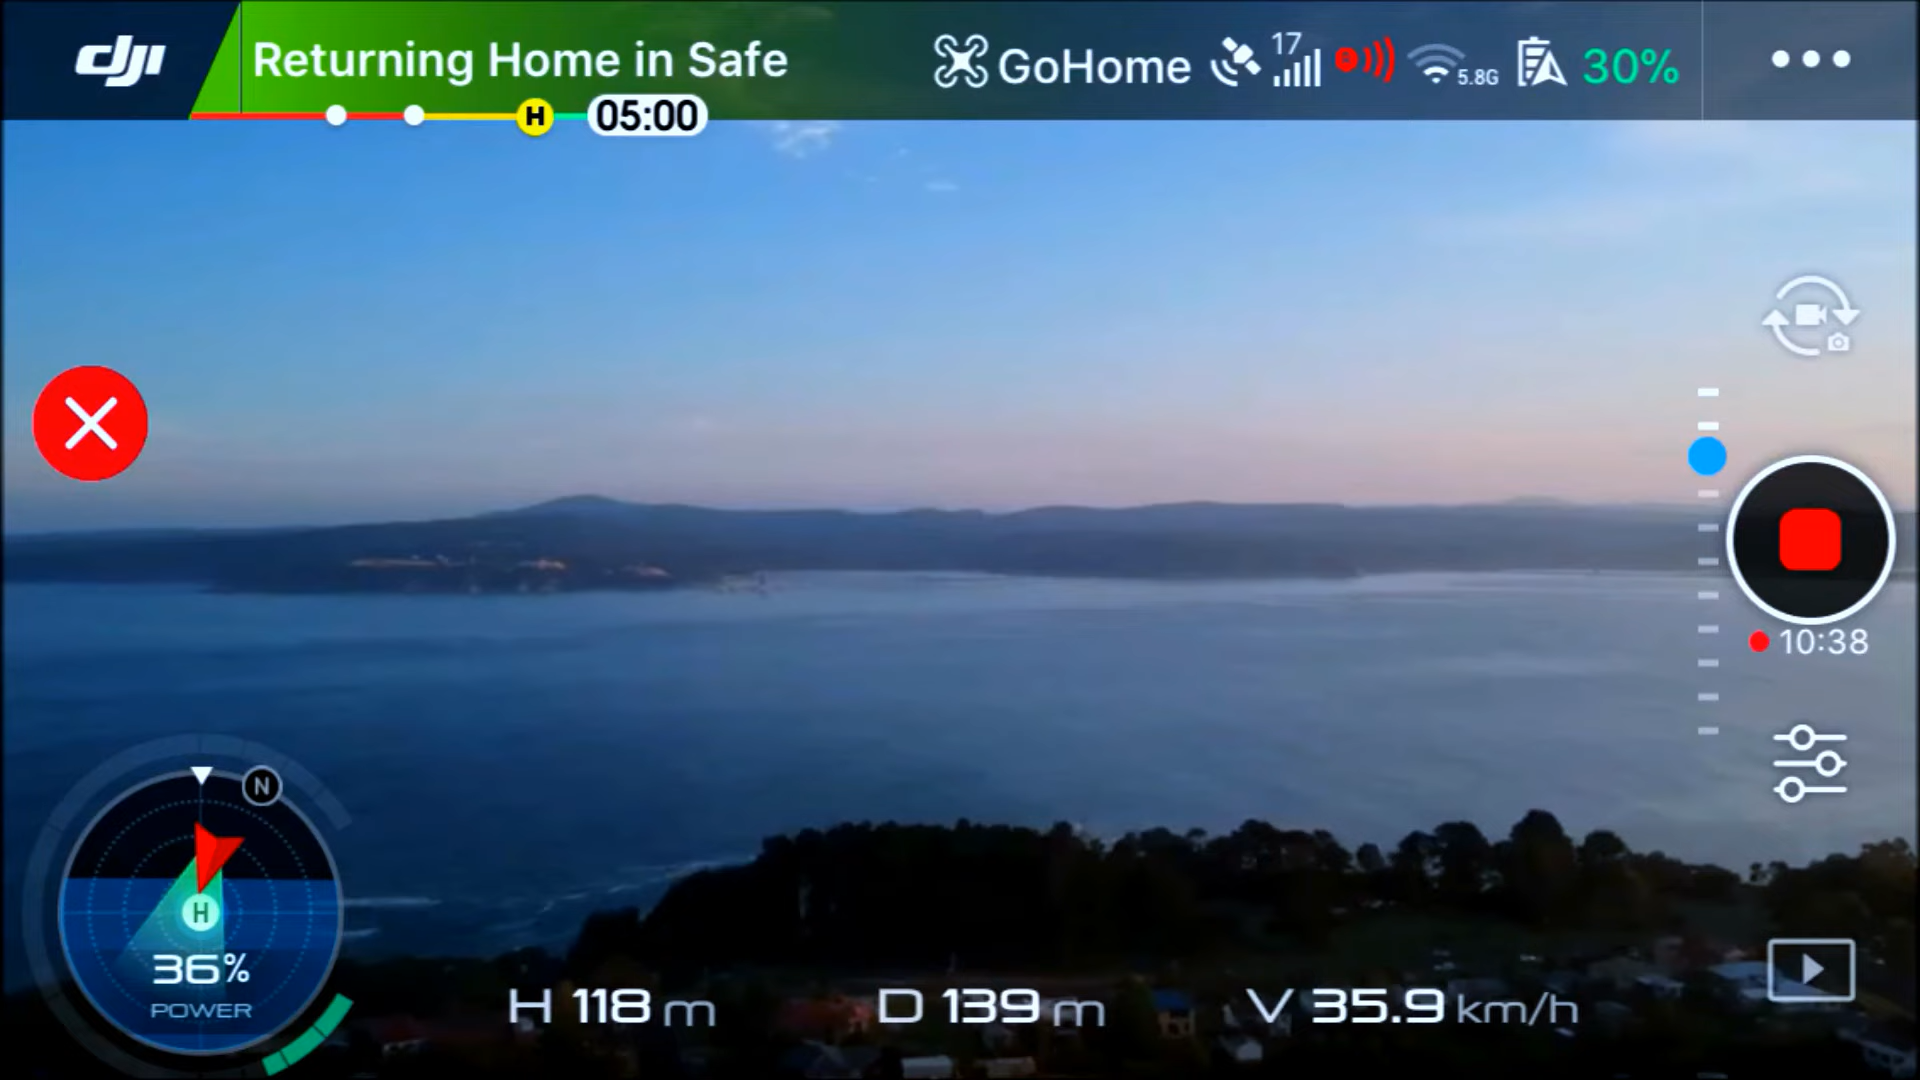 dji
Returning Home in Safe
GoHome
17
5.8G
30%
H
05:00
10:38
N
H
36%
POWER
H 118 m
D 139 m
V 35.9 km/h